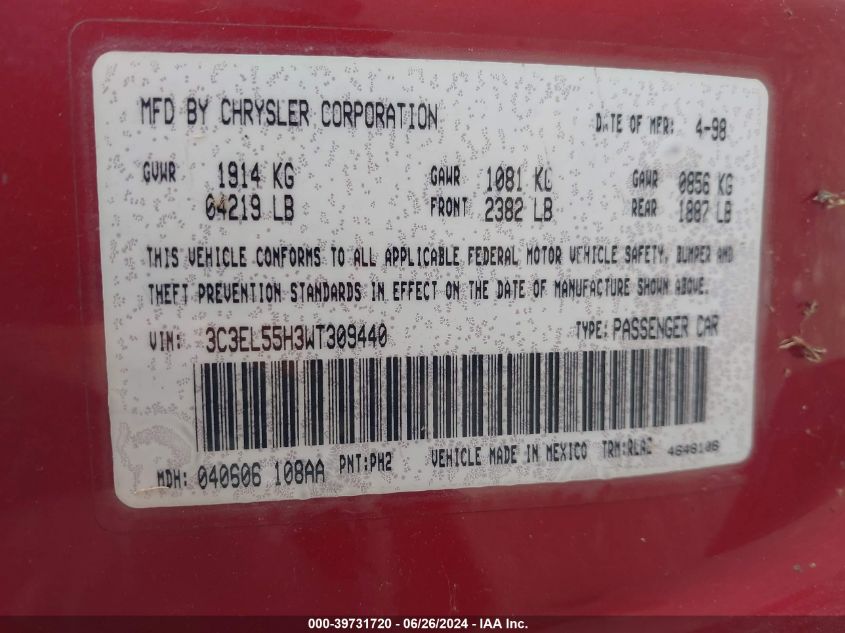 MFD BY CHRYSLER CORPORATION DATE OF MFR: 4-98
GVWR 1914 KG GAWR 1081 KG GAWR 0856 KG
04219 LB FRONT 2382 LB REAR 1887 LB
THIS VEHICLE CONFORMS TO ALL APPLICABLE FEDERAL MOTOR VEHICLE SAFETY, BUMPER AND
THEFT PREVENTION STANDARDS IN EFFECT ON THE DATE OF MANUFACTURE SHOWN ABOVE.
VIN: 3C3EL55H3WT309440 TYPE: PASSENGER CAR
MDH: 040606 108AA PNT:PH2 VEHICLE MADE IN MEXICO TRM:RLAZ 4648106
000-39731720 - 06/26/2024 - IAA Inc.